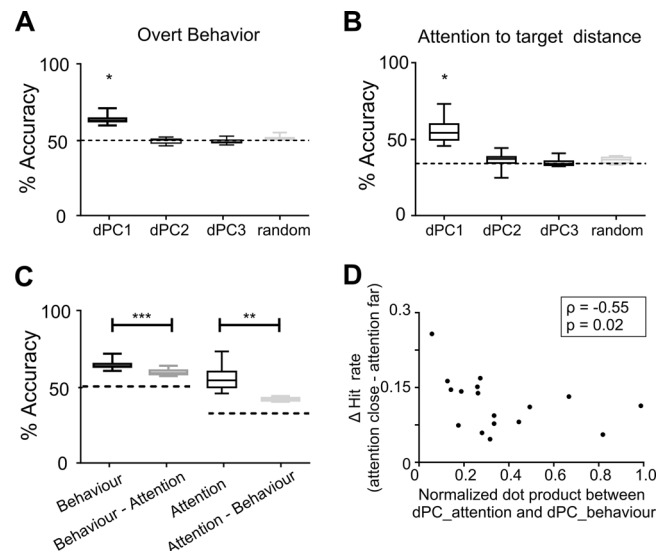 A
Overt Behavior
*
100
50
0
% Accuracy
dPC1 dPC2 dPC3 random
B
Attention to target distance
*
100
50
0
% Accuracy
dPC1 dPC2 dPC3 random
C
100
50
0
% Accuracy
*** **
Behaviour
Behaviour - Attention
Attention
Attention - Behaviour
D
ρ = -0.55
p = 0.02
0.3
0.15
0
Δ Hit rate
(attention close - attention far)
0 0.2 0.4 0.6 0.8 1.0
Normalized dot product between
dPC_attention and dPC_behaviour